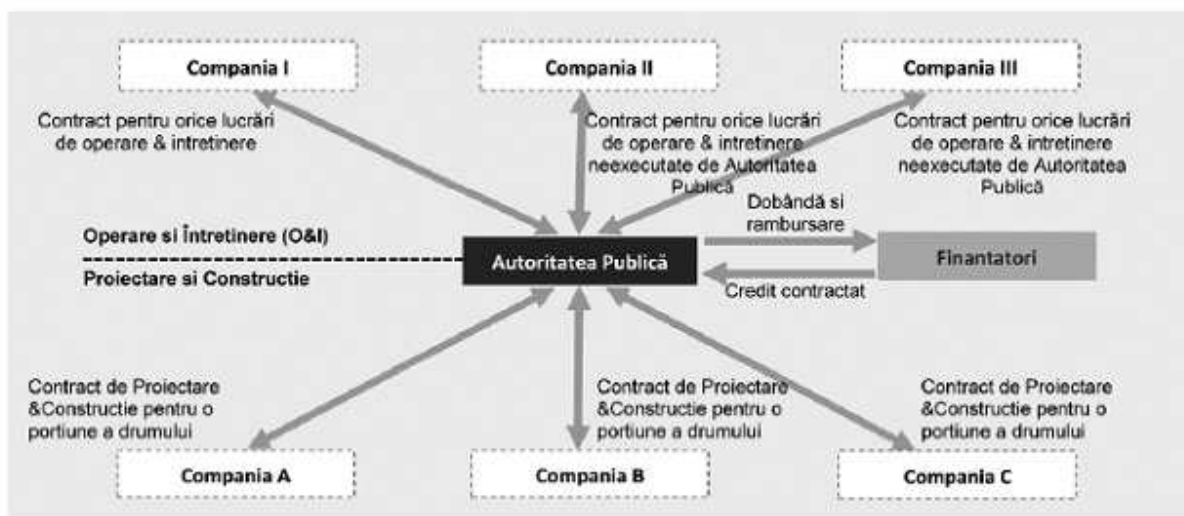 Compania I
Compania II
Compania III
Contract pentru orice lucrări
de operare & intretinere
Contract pentru orice lucrări
de operare & intretinere
neexecutate de Autoritatea
Publică
Contract pentru orice lucrări
de operare & intretinere
neexecutate de Autoritatea
Publică
Dobândă si
rambursare
Operare si Întretinere (O&I)
Autoritatea Publică
Finantatori
Proiectare si Constructie
Credit contractat
Contract de Proiectare
&Constructie pentru o
portiune a drumului
Contract de Proiectare
&Constructie pentru o
portiune a drumului
Contract de Proiectare
&Constructie pentru o
portiune a drumului
Compania A
Compania B
Compania C